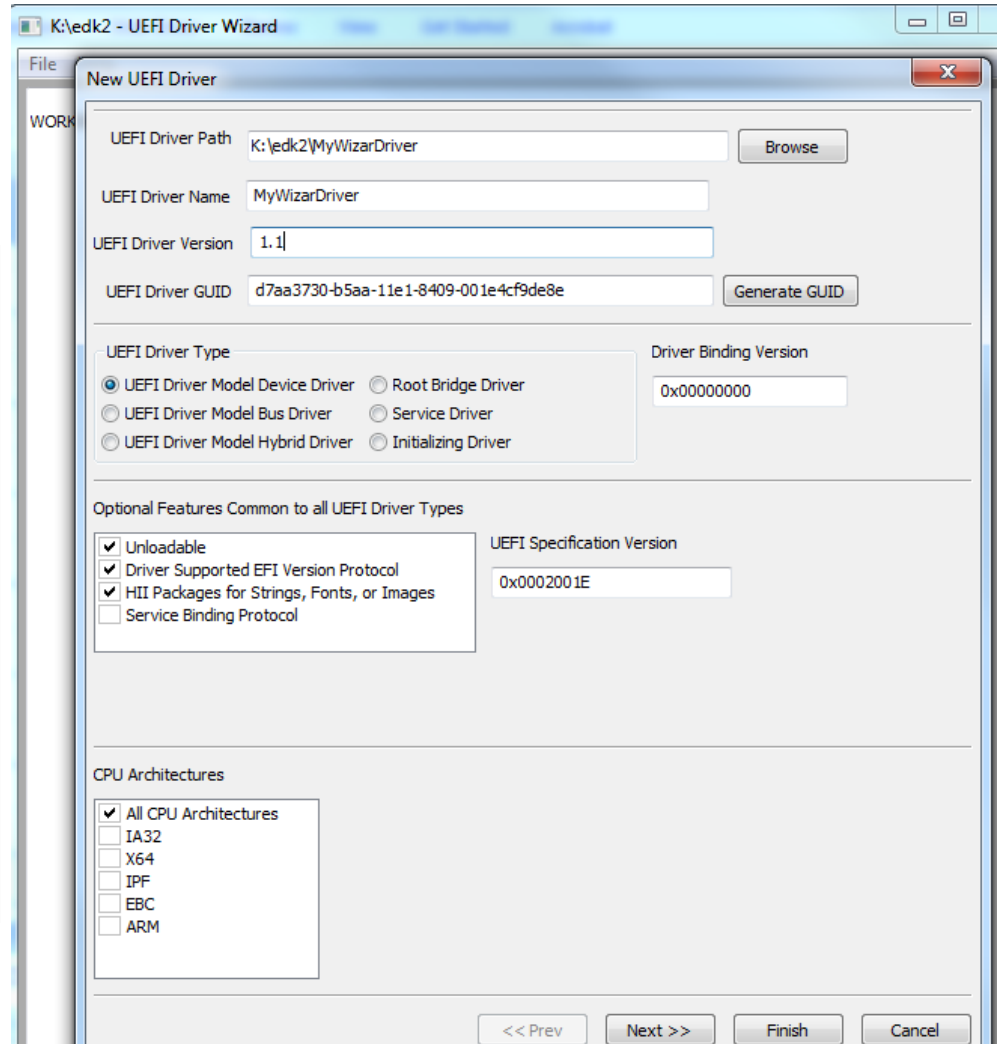 K:\edk2 - UEFI Driver Wizard
File
New UEFI Driver
WORK
UEFI Driver Path K:\edk2\MyWizarDriver Browse
UEFI Driver Name MyWizarDriver
UEFI Driver Version 1.1
UEFI Driver GUID d7aa3730-b5aa-11e1-8409-001e4cf9de8e Generate GUID
UEFI Driver Type Driver Binding Version
UEFI Driver Model Device Driver Root Bridge Driver 0x00000000
UEFI Driver Model Bus Driver Service Driver
UEFI Driver Model Hybrid Driver Initializing Driver
Optional Features Common to all UEFI Driver Types
Unloadable UEFI Specification Version
Driver Supported EFI Version Protocol
HII Packages for Strings, Fonts, or Images 0x0002001E
Service Binding Protocol
CPU Architectures
All CPU Architectures
IA32
X64
IPF
EBC
ARM
<< Prev Next >> Finish Cancel